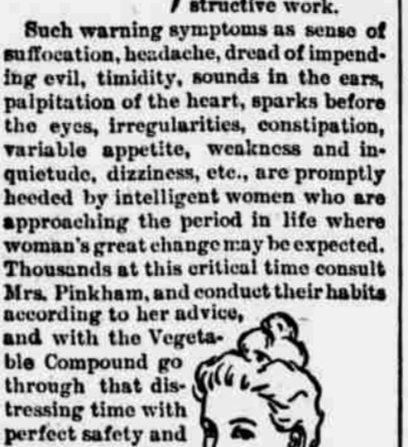 structive work.
Such warning symptoms as sense of
suffocation, headache, dread of impend-
ing evil, timidity, sounds in the ears,
palpitation of the heart, sparks before
the eyes, irregularities, constipation,
variable appetite, weakness and in-
quietude, dizziness, etc., are promptly
heeded by intelligent women who are
approaching the period in life where
woman's great change may be expected.
Thousands at this critical time consult
Mrs. Pinkham, and conduct their habits
according to her advice,
and with the Vegeta-
ble Compound go
through that dis-
tressing time with
perfect safety and